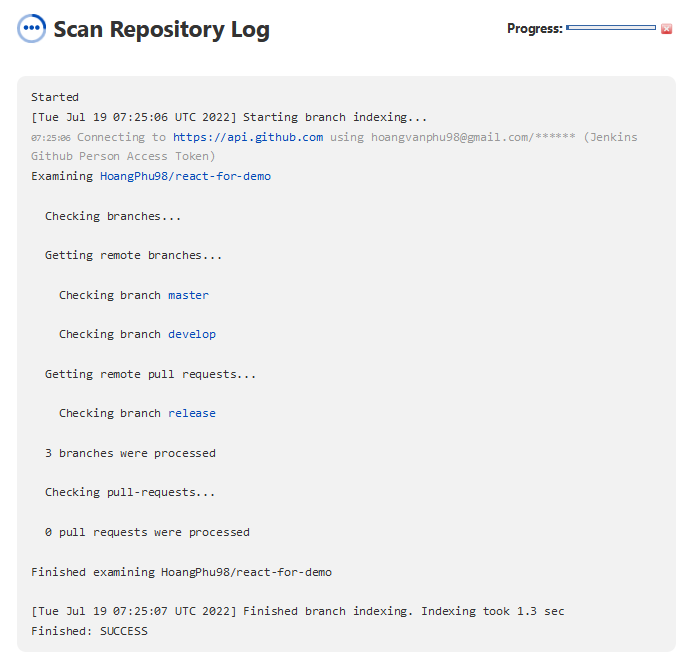 Scan Repository Log
Progress:
Started
[Tue Jul 19 07:25:06 UTC 2022] Starting branch indexing...
07:25:06 Connecting to https://api.github.com using hoangvanphu98@gmail.com/****** (Jenkins
Github Person Access Token)
Examining HoangPhu98/react-for-demo
Checking branches...
Getting remote branches...
Checking branch master
Checking branch develop
Getting remote pull requests...
Checking branch release
3 branches were processed
Checking pull-requests...
0 pull requests were processed
Finished examining HoangPhu98/react-for-demo
[Tue Jul 19 07:25:07 UTC 2022] Finished branch indexing. Indexing took 1.3 sec
Finished: SUCCESS